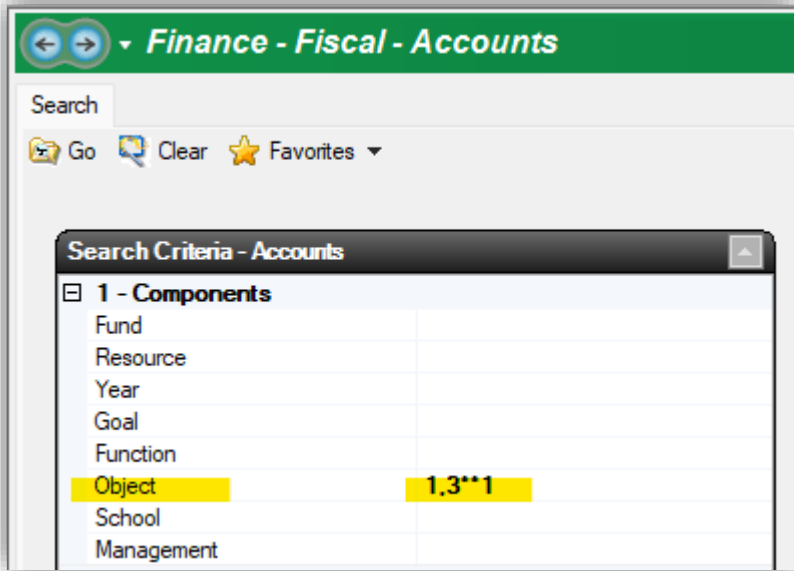 Finance - Fiscal - Accounts
Search
Go Clear Favorites
Search Criteria - Accounts
1 - Components
Fund
Resource
Year
Goal
Function
Object 1,3**1
School
Management